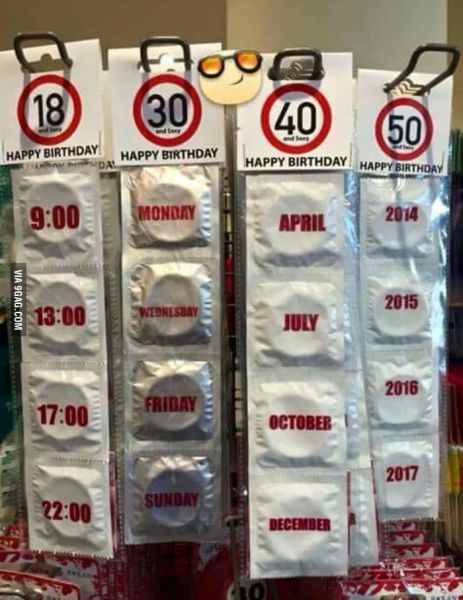 18
and Sexy
HAPPY BIRTHDAY
9:00
13:00
17:00
22:00
30
and Sexy
HAPPY BIRTHDAY
MONDAY
WEDNESDAY
FRIDAY
SUNDAY
40
and Sexy
HAPPY BIRTHDAY
APRIL
JULY
OCTOBER
DECEMBER
50
and Sexy
HAPPY BIRTHDAY
2014
2015
2016
2017
VIA 9GAG.COM